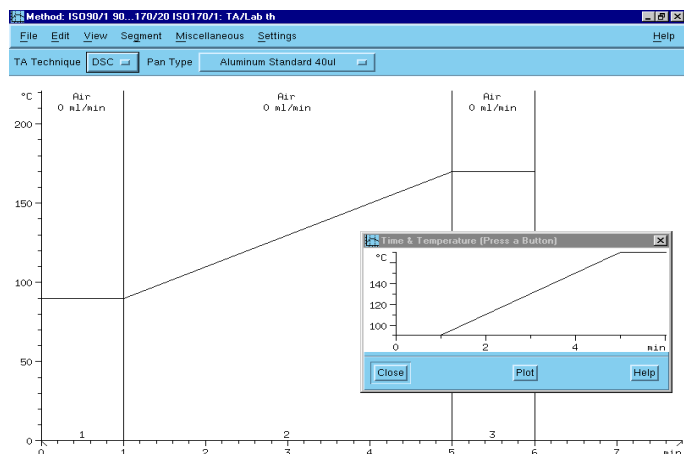 Method: ISO90/1 90...170/20 ISO170/1: TA/Lab th
File Edit View Segment Miscellaneous Settings Help
TA Technique DSC Pan Type Aluminum Standard 40ul
°C Air Air Air
0 ml/min 0 ml/min 0 ml/min
200
150
Time & Temperature (Press a Button)
°C
140
100
120
100
0 2 4 min
50
Close Plot Help
1 2 3
0
0 1 2 3 4 5 6 7 min